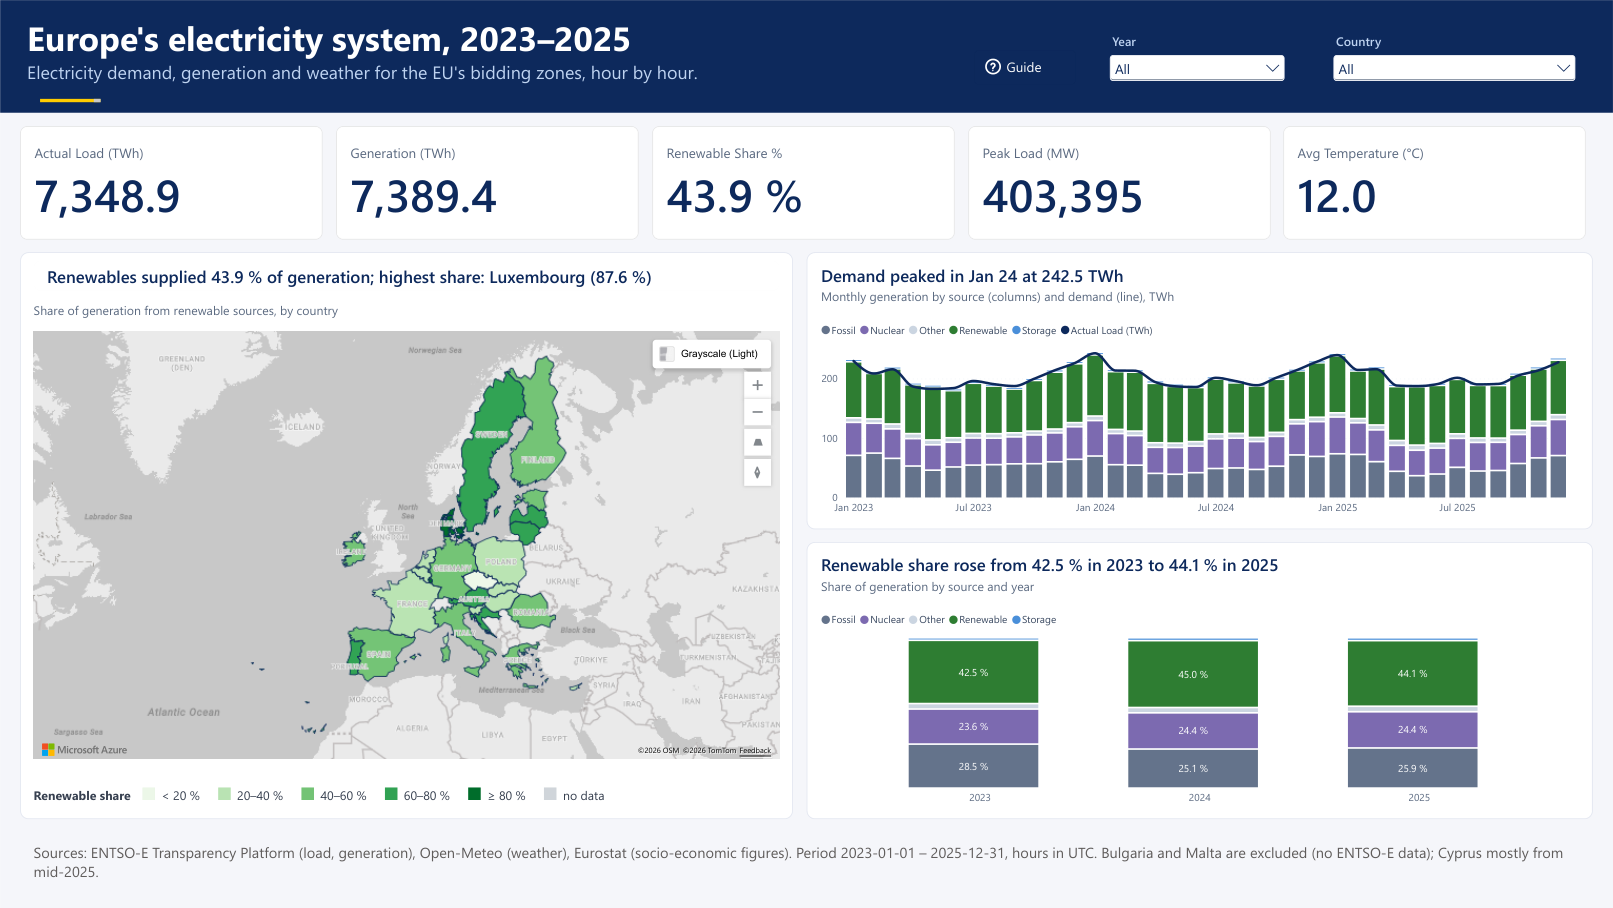 Europe's electricity system, 2023–2025
Electricity demand, generation and weather for the EU's bidding zones, hour by hour.
Guide
Year
All
Country
All
Actual Load (TWh)
7,348.9
Generation (TWh)
7,389.4
Renewable Share %
43.9 %
Peak Load (MW)
403,395
Avg Temperature (°C)
12.0
Renewables supplied 43.9 % of generation; highest share: Luxembourg (87.6 %)
Share of generation from renewable sources, by country
Grayscale (Light)
Norwegian Sea
GREENLAND
(DEN)
ICELAND
SWEDEN
FINLAND
NORWAY
North
Sea
Labrador Sea
UNITED
KINGDOM
BELARUS
POLAND
GERMANY
UKRAINE
KAZAKHSTA
FRANCE
AUSTRIA
ROMANIA
ITALY
Black Sea
UZBEKISTA
SPAIN
PORTUGAL
GREECE
TÜRKIYE
TURKMENISTAN
Mediterranean Sea
SYRIA
MOROCCO
IRAQ
IRAN
AFGHANISTAN
Atlantic Ocean
ALGERIA
LIBYA
EGYPT
PAKISTAN
Sargasso Sea
Microsoft Azure
©2026 OSM ©2026 TomTom Feedback
Renewable share
< 20 %
20–40 %
40–60 %
60–80 %
≥ 80 %
no data
Demand peaked in Jan 24 at 242.5 TWh
Monthly generation by source (columns) and demand (line), TWh
Fossil Nuclear Other Renewable Storage Actual Load (TWh)
200
100
0
Jan 2023 Jul 2023 Jan 2024 Jul 2024 Jan 2025 Jul 2025
Renewable share rose from 42.5 % in 2023 to 44.1 % in 2025
Share of generation by source and year
Fossil Nuclear Other Renewable Storage
42.5 % 45.0 % 44.1 %
23.6 % 24.4 % 24.4 %
28.5 % 25.1 % 25.9 %
2023 2024 2025
Sources: ENTSO-E Transparency Platform (load, generation), Open-Meteo (weather), Eurostat (socio-economic figures). Period 2023-01-01 – 2025-12-31, hours in UTC. Bulgaria and Malta are excluded (no ENTSO-E data); Cyprus mostly from
mid-2025.